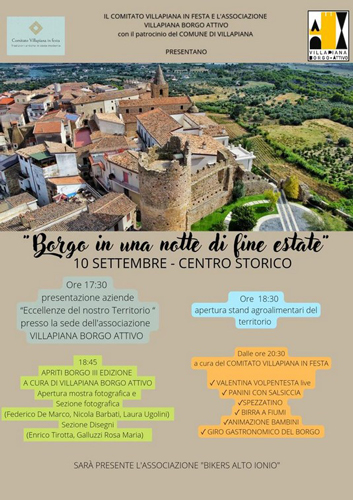 Comitato Villapiana in festa
IL COMITATO VILLAPIANA IN FESTA E L'ASSOCIAZIONE
VILLAPIANA BORGO ATTIVO
con il patrocinio del COMUNE DI VILLAPIANA
PRESENTANO
VILLAPIANA
BORGO·ATTIVO
"Borgo in una notte di fine estate"
10 SETTEMBRE - CENTRO STORICO
Ore 17:30
presentazione aziende
"Eccellenze del nostro Territorio "
presso la sede dell'associazione
VILLAPIANA BORGO ATTIVO
18:45
APRITI BORGO III EDIZIONE
A CURA DI VILLAPIANA BORGO ATTIVO
Apertura mostra fotografica e
Sezione fotografica
(Federico De Marco, Nicola Barbati, Laura Ugolini)
Sezione Disegni
(Enrico Tirotta, Galluzzi Rosa Maria)
Ore 18:30
apertura stand agroalimentari del
territorio
Dalle ore 20:30
a cura del COMITATO VILLAPIANA IN FESTA
✓ VALENTINA VOLPENTESTA live
✓ PANINI CON SALSICCIA
✓SPEZZATINO
✓ BIRRA A FIUMI
✓ANIMAZIONE BAMBINI
✓ GIRO GASTRONOMICO DEL BORGO
SARÀ PRESENTE L'ASSOCIAZIONE "BIKERS ALTO IONIO"